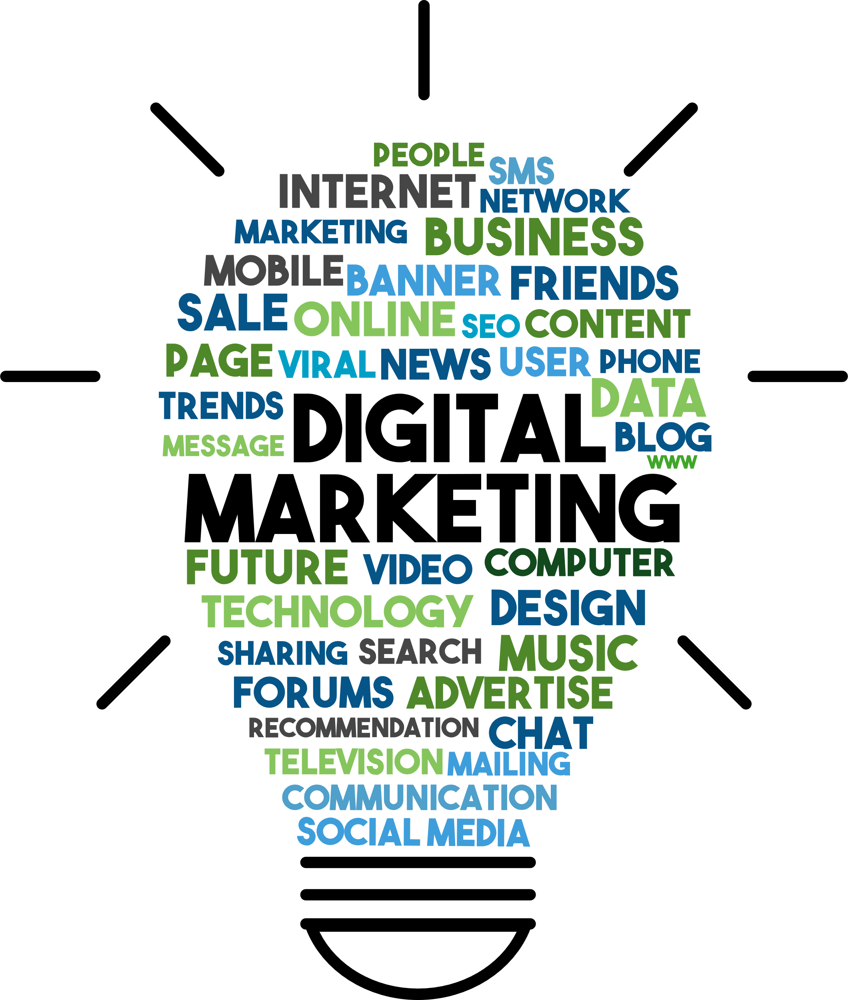 PEOPLE
SMS
INTERNET
NETWORK
MARKETING BUSINESS
MOBILE BANNER FRIENDS
SALE ONLINE SEO CONTENT
PAGE VIRAL NEWS USER PHONE
TRENDS DIGITAL DATA
MESSAGE BLOG
WWW
MARKETING
FUTURE VIDEO COMPUTER
TECHNOLOGY DESIGN
SHARING SEARCH MUSIC
FORUMS ADVERTISE
RECOMMENDATION CHAT
TELEVISION MAILING
COMMUNICATION
SOCIAL MEDIA